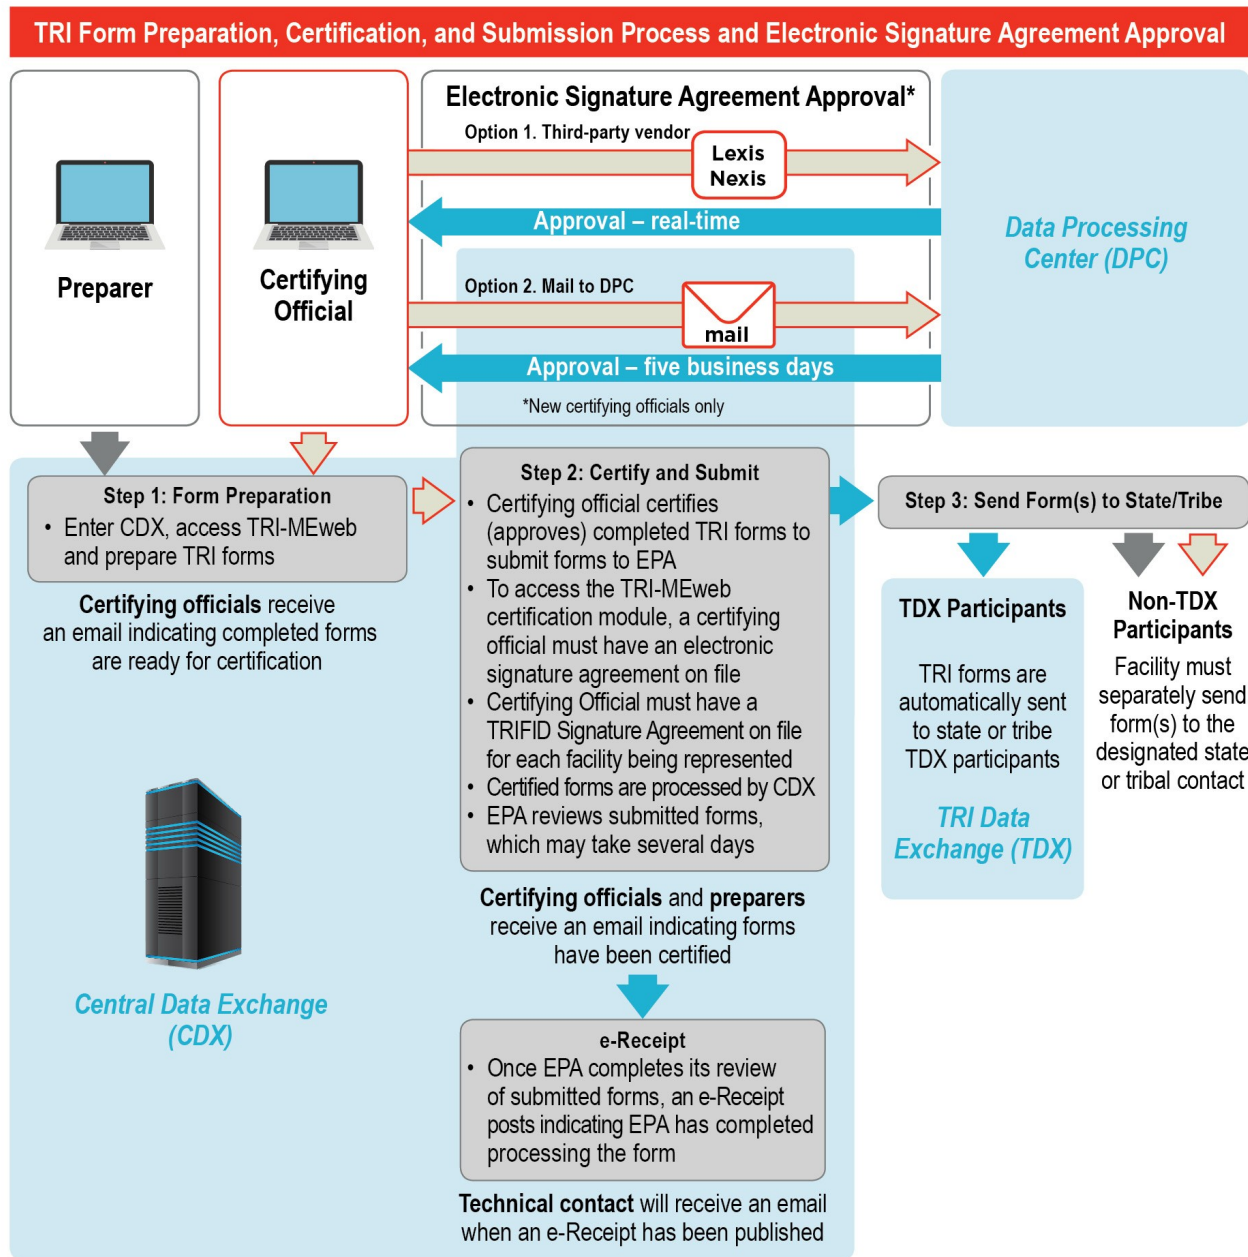 TRI Form Preparation, Certification, and Submission Process and Electronic Signature Agreement Approval
Preparer
Certifying
Official
Electronic Signature Agreement Approval*
Option 1. Third-party vendor
Lexis
Nexis
Approval – real-time
Option 2. Mail to DPC
mail
Approval – five business days
*New certifying officials only
Data Processing
Center (DPC)
Step 1: Form Preparation
• Enter CDX, access TRI-MEweb
and prepare TRI forms
Certifying officials receive
an email indicating completed forms
are ready for certification
Central Data Exchange
(CDX)
Step 2: Certify and Submit
• Certifying official certifies
(approves) completed TRI forms to
submit forms to EPA
• To access the TRI-MEweb
certification module, a certifying
official must have an electronic
signature agreement on file
• Certifying Official must have a
TRIFID Signature Agreement on file
for each facility being represented
• Certified forms are processed by CDX
• EPA reviews submitted forms,
which may take several days
Certifying officials and preparers
receive an email indicating forms
have been certified
e-Receipt
• Once EPA completes its review
of submitted forms, an e-Receipt
posts indicating EPA has completed
processing the form
Technical contact will receive an email
when an e-Receipt has been published
Step 3: Send Form(s) to State/Tribe
TDX Participants
TRI forms are
automatically sent
to state or tribe
TDX participants
TRI Data
Exchange (TDX)
Non-TDX
Participants
Facility must
separately send
form(s) to the
designated state
or tribal contact